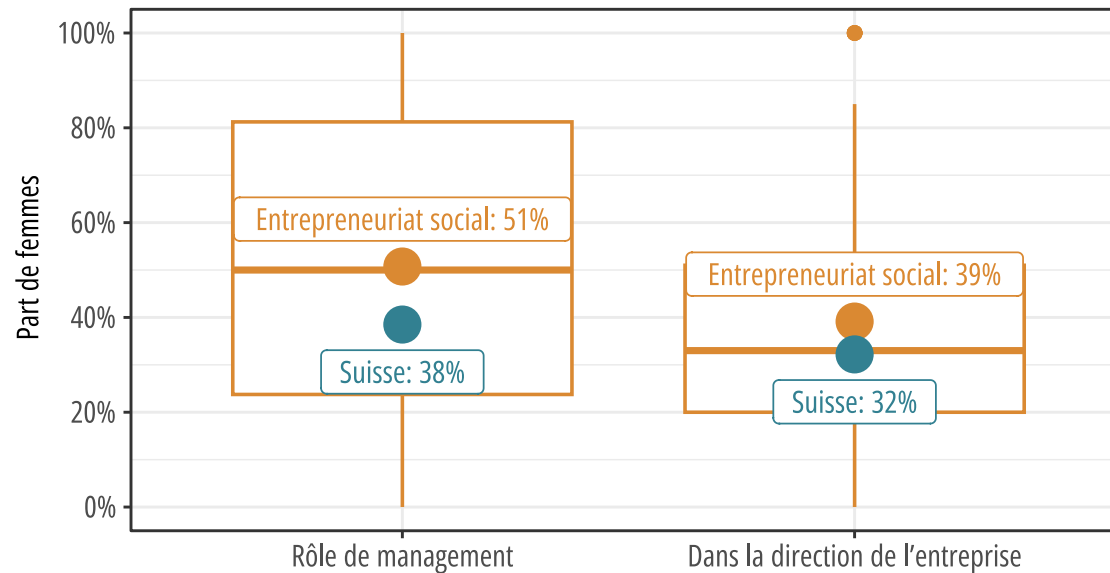 Part de femmes
100%
80%
60%
40%
20%
0%
Entrepreneuriat social: 51%
Suisse: 38%
Entrepreneuriat social: 39%
Suisse: 32%
Rôle de management
Dans la direction de l’entreprise